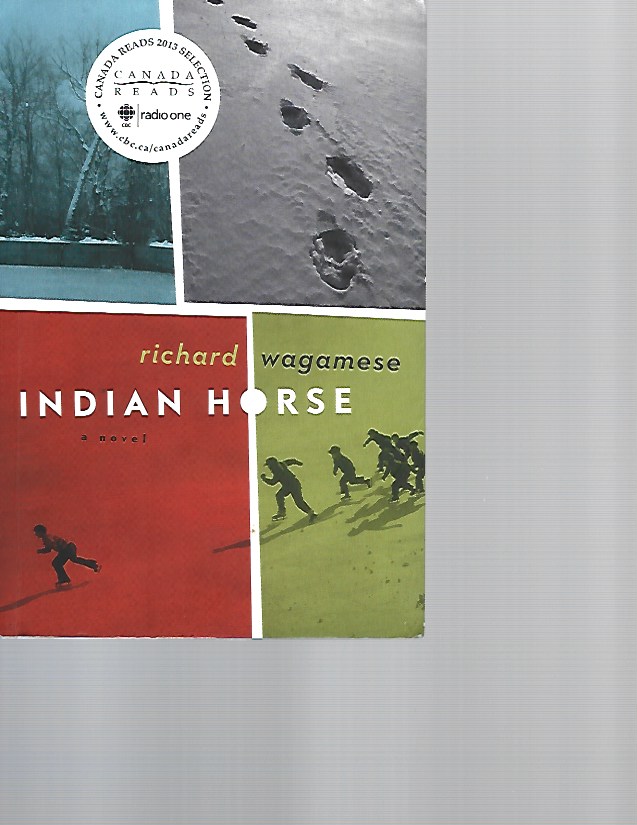 • CANADA READS 2013 SELECTION •
CANADA
READS
CBC
radio one
www.cbc.ca/canadareads
richard wagamese
INDIAN HORSE
a novel